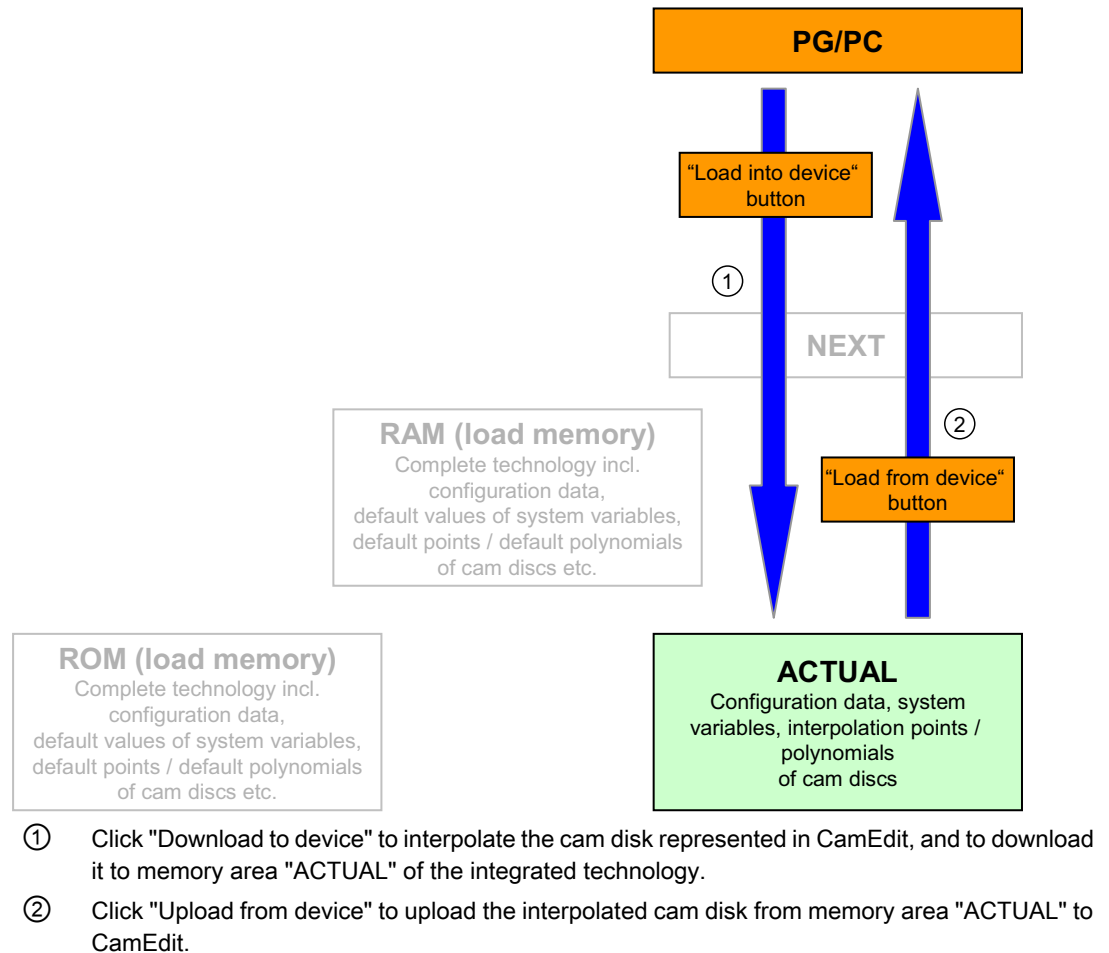 PG/PC
“Load into device“
button
①
NEXT
RAM (load memory)
Complete technology incl.
configuration data,
default values of system variables,
default points / default polynomials
of cam discs etc.
②
“Load from device“
button
ROM (load memory)
Complete technology incl.
configuration data,
default values of system variables,
default points / default polynomials
of cam discs etc.
ACTUAL
Configuration data, system
variables, interpolation points /
polynomials
of cam discs
① Click "Download to device" to interpolate the cam disk represented in CamEdit, and to download
it to memory area "ACTUAL" of the integrated technology.
② Click "Upload from device" to upload the interpolated cam disk from memory area "ACTUAL" to
CamEdit.